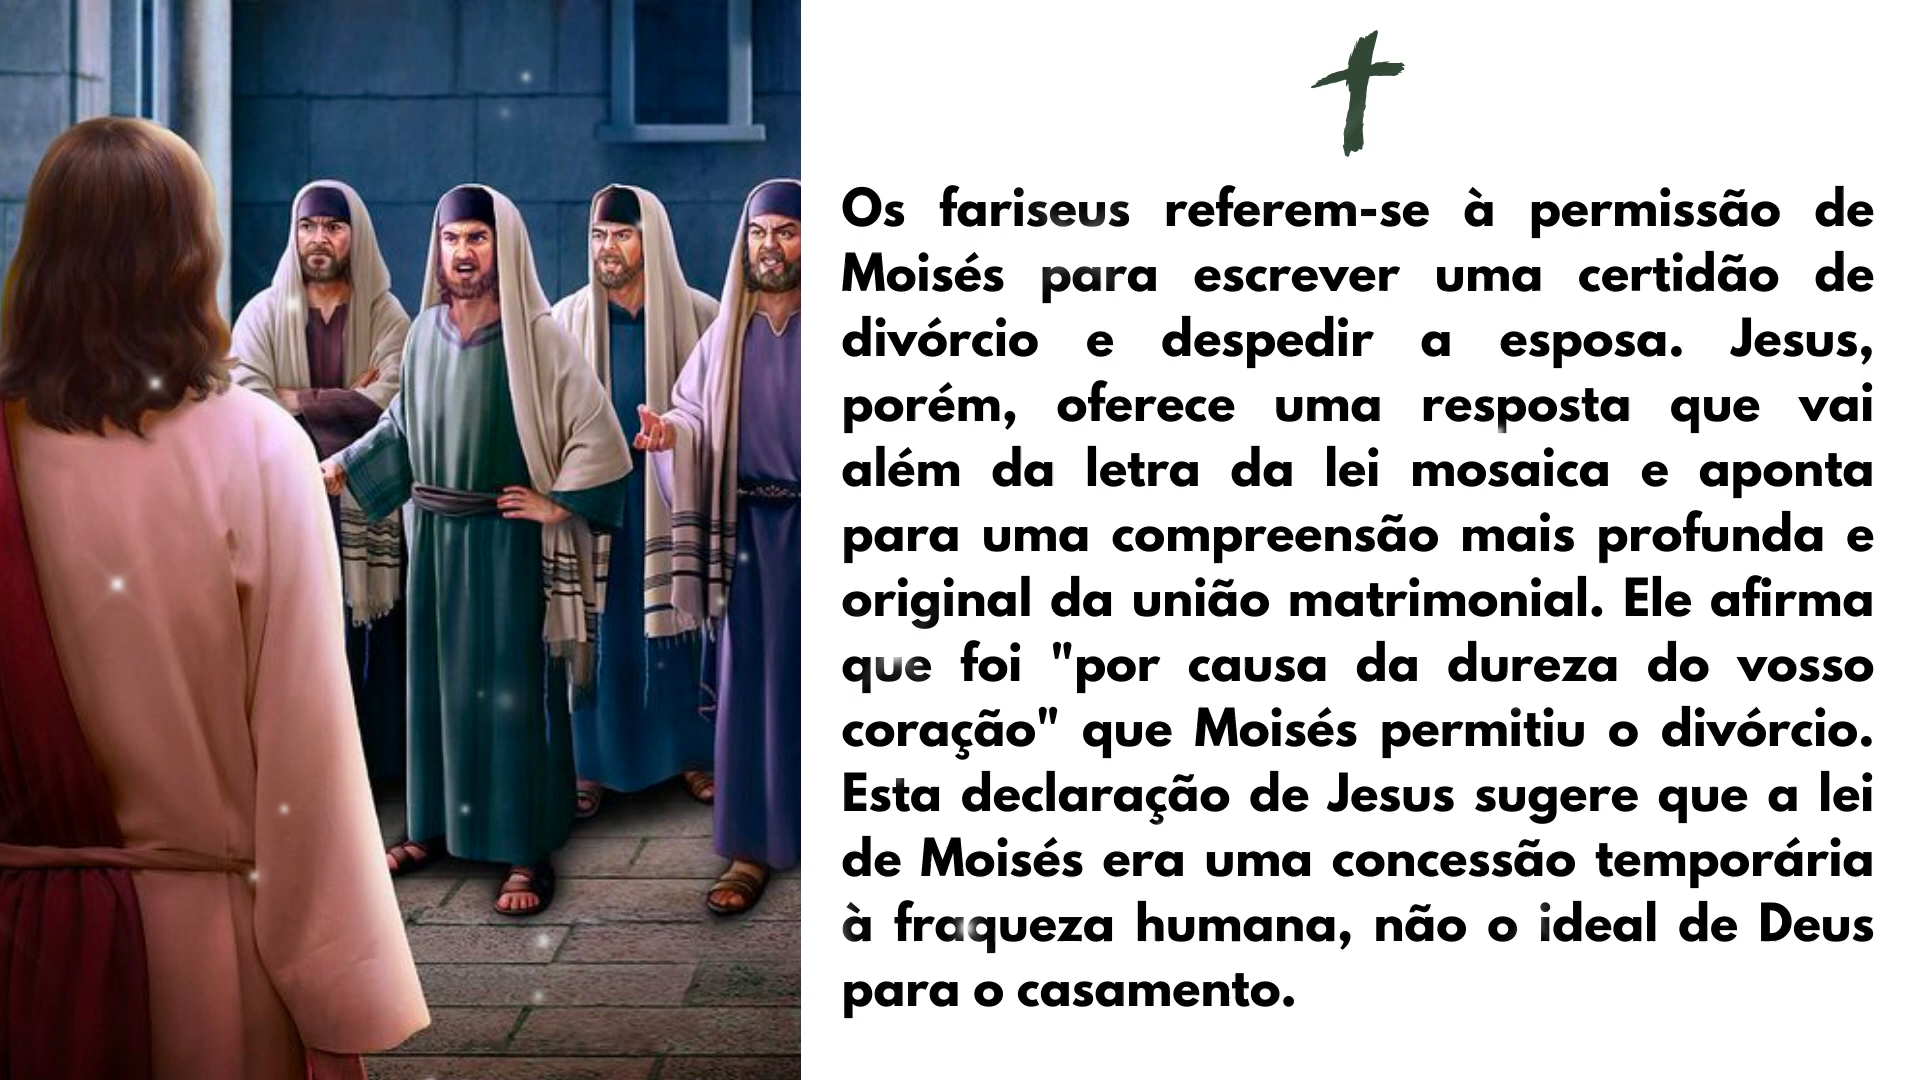 Os fariseus referem-se à permissão de
Moisés para escrever uma certidão de
divórcio e despedir a esposa. Jesus,
porém, oferece uma resposta que vai
além da letra da lei mosaica e aponta
para uma compreensão mais profunda e
original da união matrimonial. Ele afirma
que foi "por causa da dureza do vosso
coração" que Moisés permitiu o divórcio.
Esta declaração de Jesus sugere que a lei
de Moisés era uma concessão temporária
à fraqueza humana, não o ideal de Deus
para o casamento.